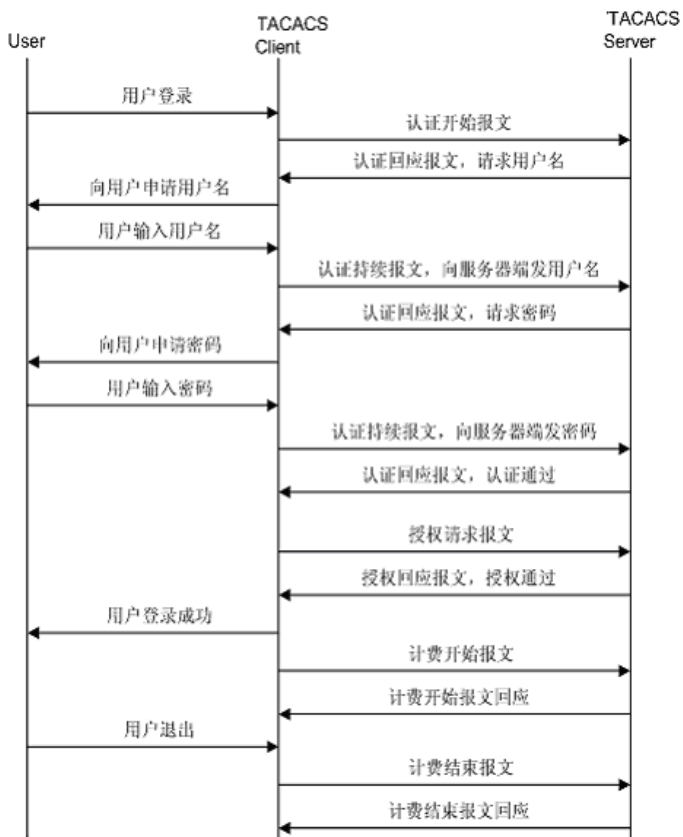 User
TACACS
Client
TACACS
Server
用户登录
认证开始报文
认证回应报文，请求用户名
向用户申请用户名
用户输入用户名
认证持续报文，向服务器端发用户名
认证回应报文，请求密码
向用户申请密码
用户输入密码
认证持续报文，向服务器端发密码
认证回应报文，认证通过
授权请求报文
授权回应报文，授权通过
用户登录成功
计费开始报文
计费开始报文回应
用户退出
计费结束报文
计费结束报文回应